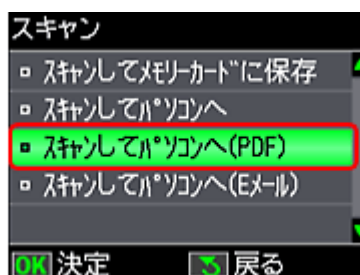 スキャン
ｽｷｬﾝしてﾒﾓﾘｰｶｰﾄﾞに保存
ｽｷｬﾝしてﾊﾟｿｺﾝへ
ｽｷｬﾝしてﾊﾟｿｺﾝへ(PDF)
ｽｷｬﾝしてﾊﾟｿｺﾝへ(Eﾒｰﾙ)
OK 決定 戻る